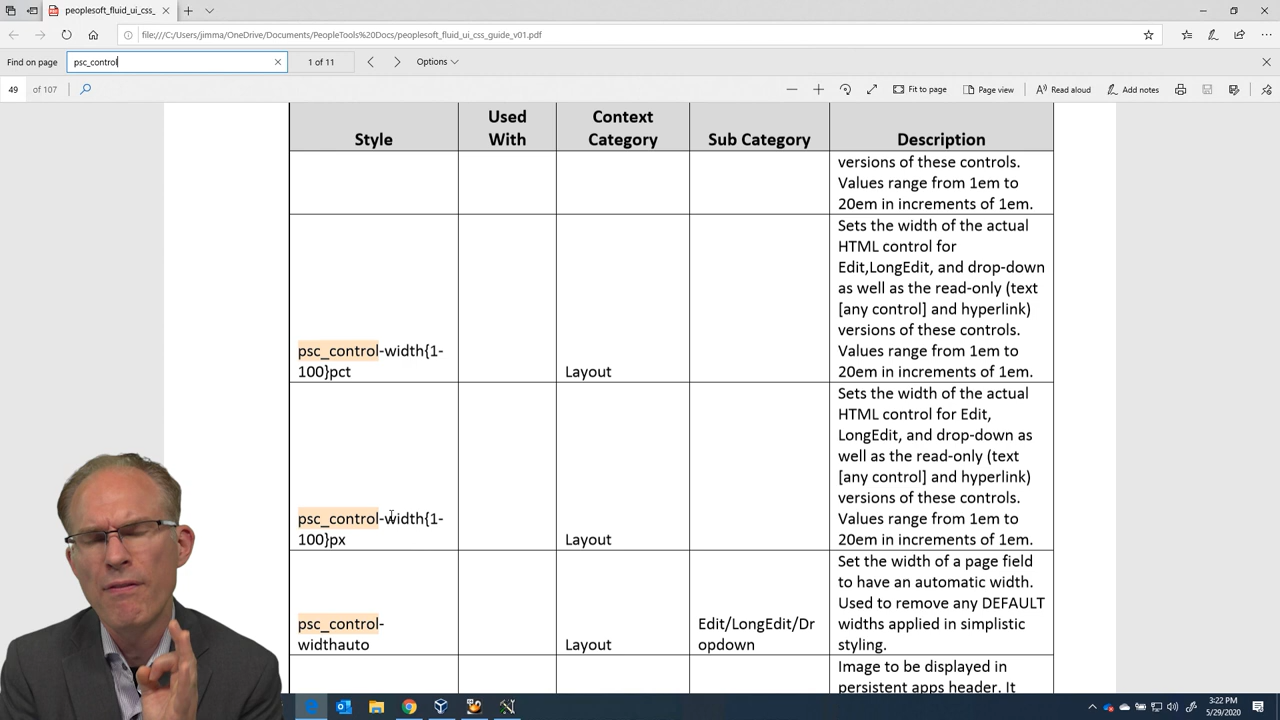 peoplesoft_fluid_ui_css_
file:///C:/Users/jimma/OneDrive/Documents/PeopleTools%20Docs/peoplesoft_fluid_ui_css_guide_v01.pdf
Find on page
psc_control
1 of 11
Options
49
of 107
Fit to page
Page view
Read aloud
Add notes
Style
Used
With
Context
Category
Sub Category
Description
versions of these controls.
Values range from 1em to
20em in increments of 1em.
psc_control-width{1-
100}pct
Layout
Sets the width of the actual
HTML control for
Edit,LongEdit, and drop-down
as well as the read-only (text
[any control] and hyperlink)
versions of these controls.
Values range from 1em to
20em in increments of 1em.
psc_control-width{1-
100}px
Layout
Sets the width of the actual
HTML control for Edit,
LongEdit, and drop-down as
well as the read-only (text
[any control] and hyperlink)
versions of these controls.
Values range from 1em to
20em in increments of 1em.
psc_control-
widthauto
Layout
Edit/LongEdit/Dr
opdown
Set the width of a page field
to have an automatic width.
Used to remove any DEFAULT
widths applied in simplistic
styling.
Image to be displayed in
persistent apps header. It
3:22 PM
5/29/2020